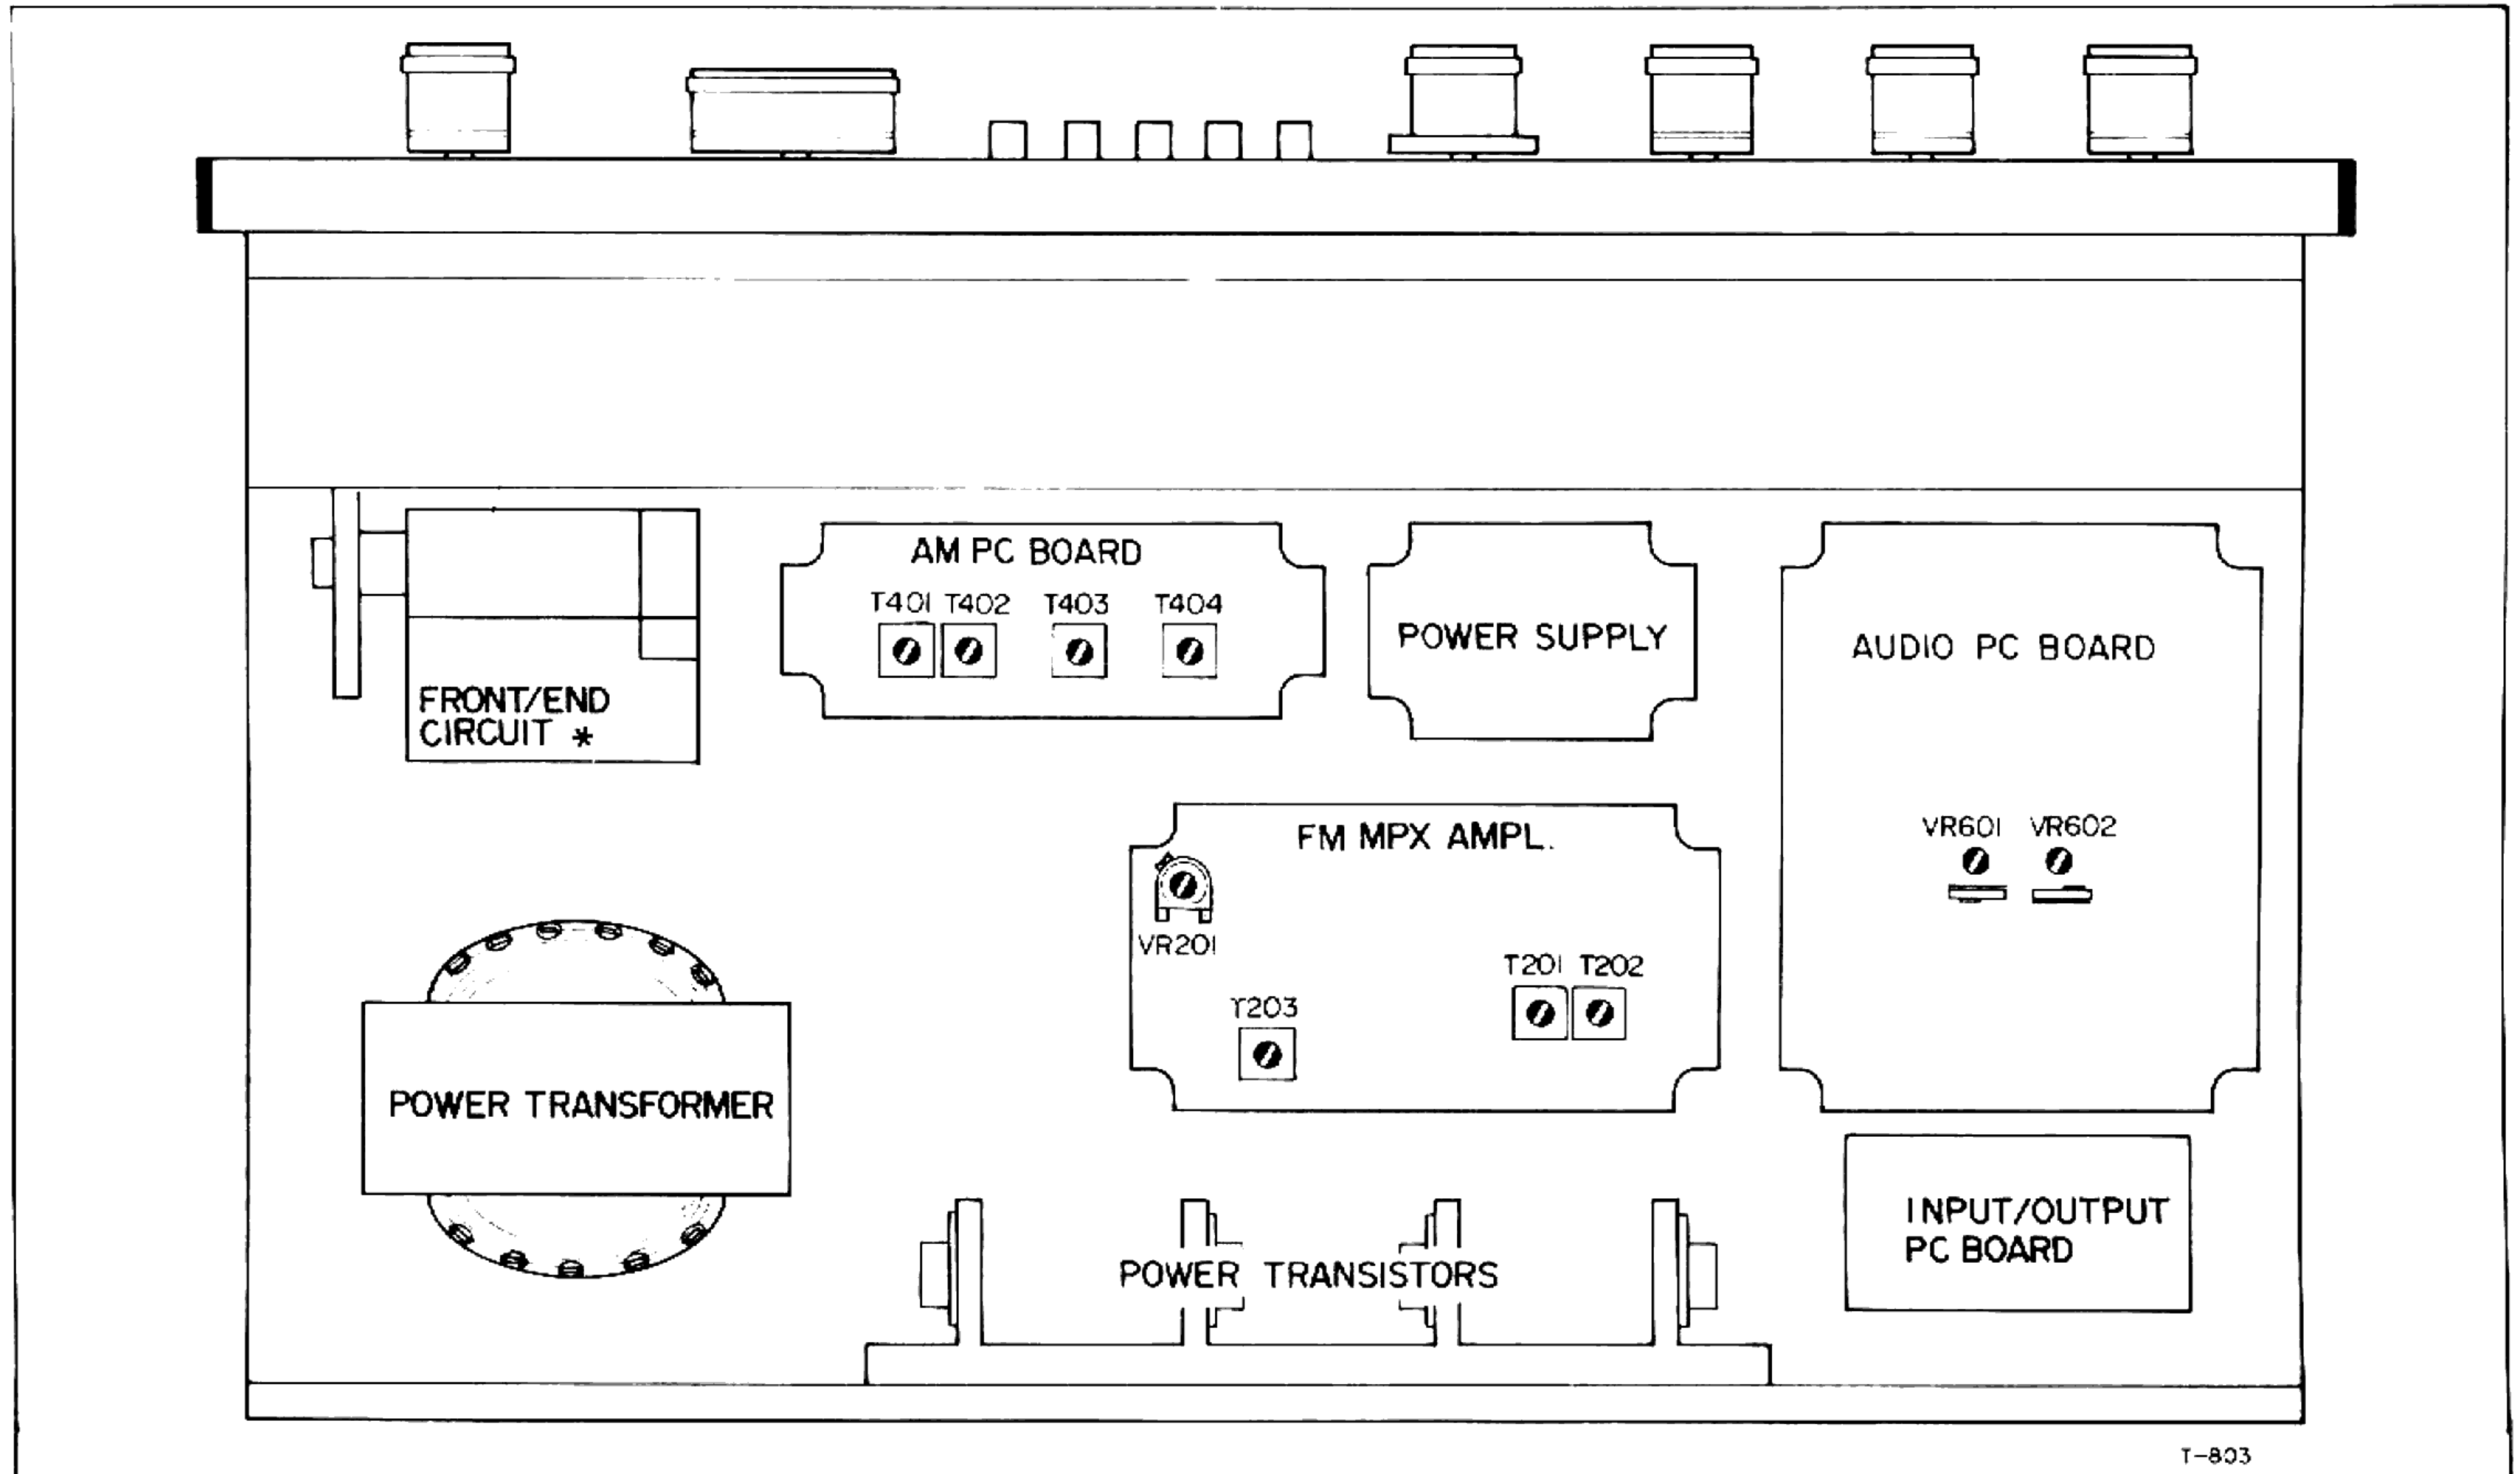 AM PC BOARD
T401 T402 T403 T404
FRONT/END
CIRCUIT *
POWER SUPPLY
AUDIO PC BOARD
VR601 VR602
FM MPX AMPL.
VR201
T201 T202
T203
POWER TRANSFORMER
POWER TRANSISTORS
INPUT/OUTPUT
PC BOARD
T-803